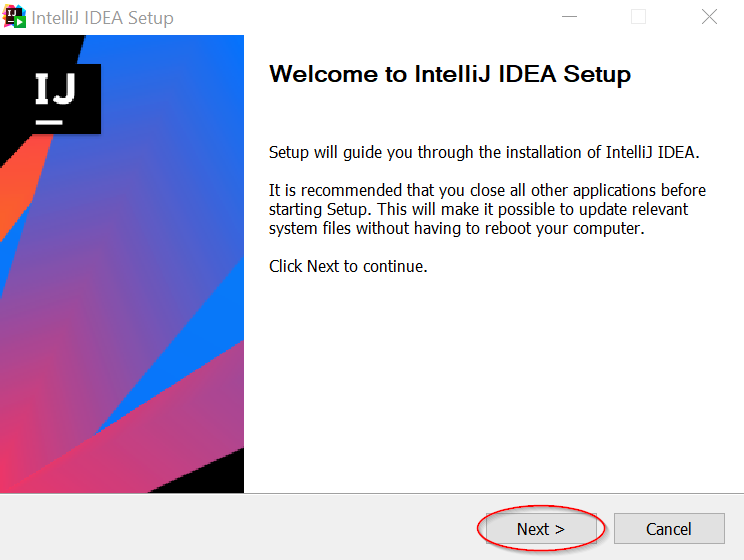 IntelliJ IDEA Setup
IJ
Welcome to IntelliJ IDEA Setup
Setup will guide you through the installation of IntelliJ IDEA.
It is recommended that you close all other applications before
starting Setup. This will make it possible to update relevant
system files without having to reboot your computer.
Click Next to continue.
Next >
Cancel